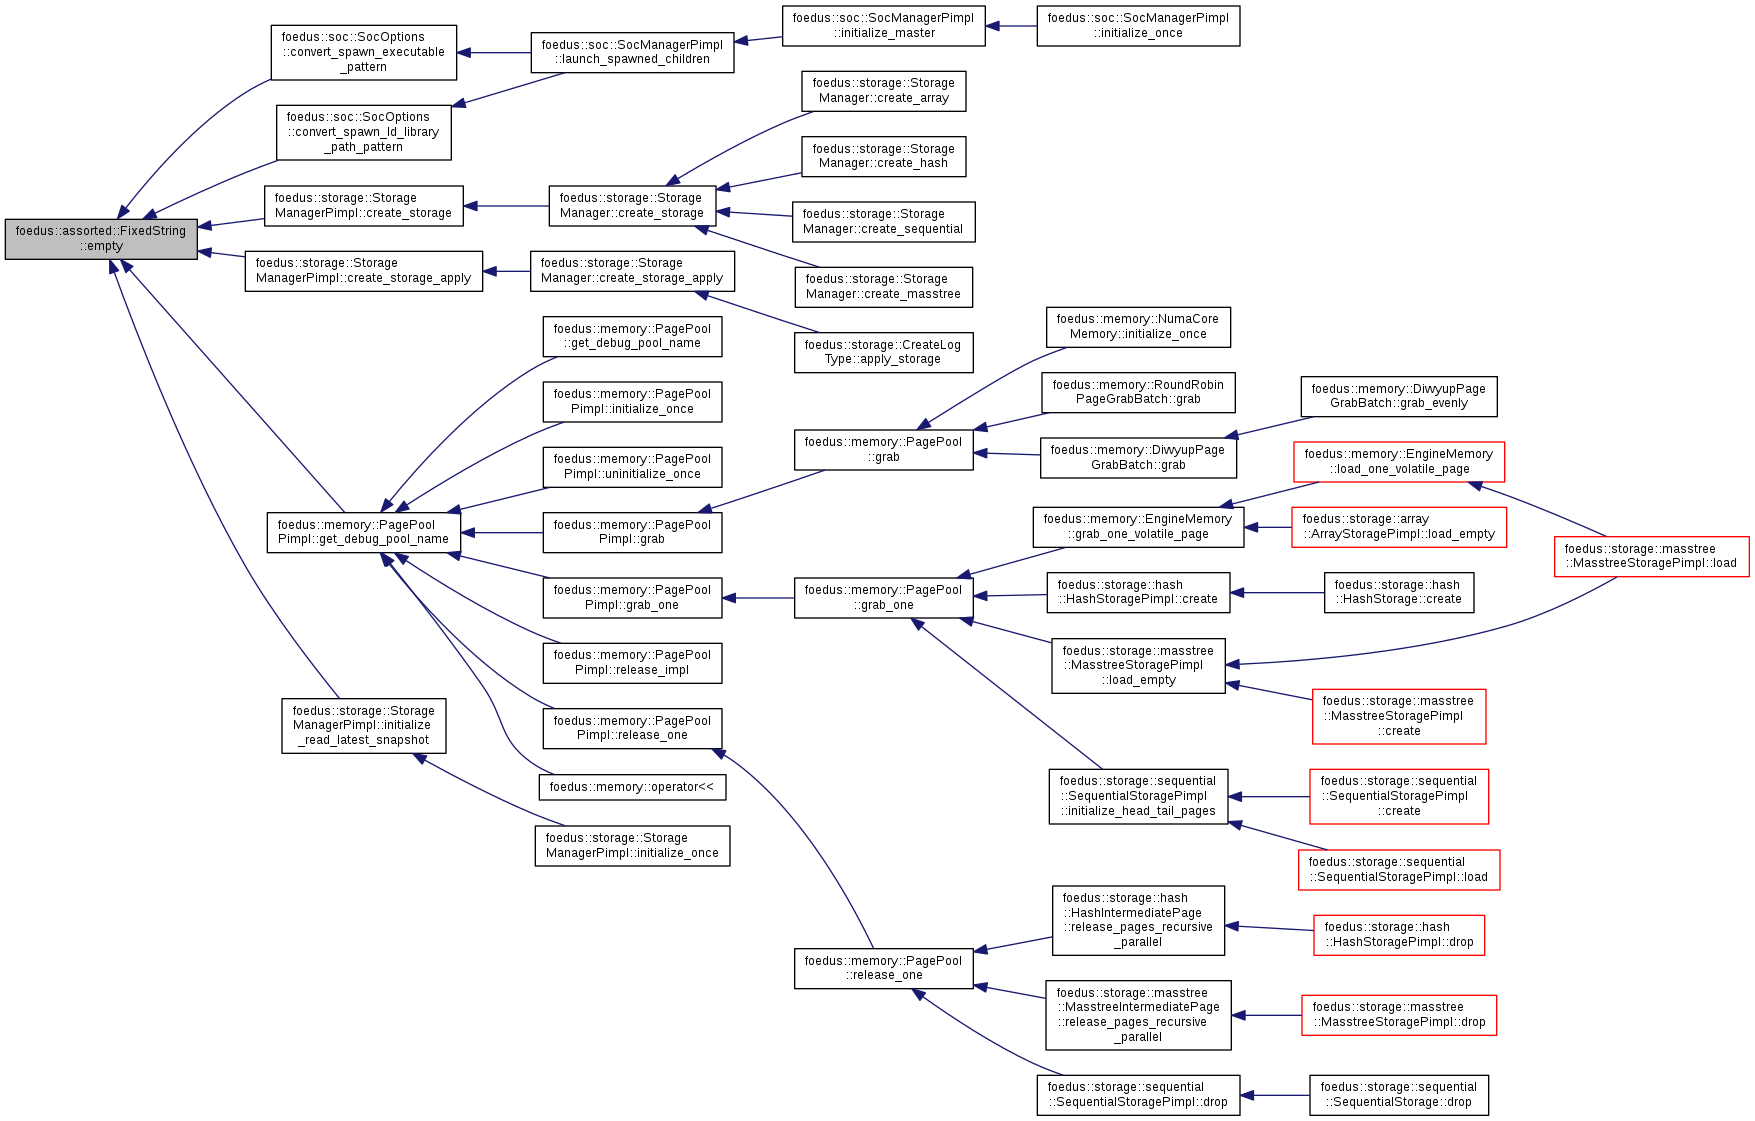 foedus::assorted::FixedString
::empty
foedus::soc::SocOptions
::convert_spawn_executable
_pattern
foedus::soc::SocOptions
::convert_spawn_ld_library
_path_pattern
foedus::storage::Storage
ManagerPimpl::create_storage
foedus::storage::Storage
ManagerPimpl::create_storage_apply
foedus::memory::PagePool
Pimpl::get_debug_pool_name
foedus::storage::Storage
ManagerPimpl::initialize
_read_latest_snapshot
foedus::soc::SocManagerPimpl
::launch_spawned_children
foedus::storage::Storage
Manager::create_storage
foedus::storage::Storage
Manager::create_storage_apply
foedus::memory::PagePool
::get_debug_pool_name
foedus::memory::PagePool
Pimpl::initialize_once
foedus::memory::PagePool
Pimpl::uninitialize_once
foedus::memory::PagePool
Pimpl::grab
foedus::memory::PagePool
Pimpl::grab_one
foedus::memory::PagePool
Pimpl::release_impl
foedus::memory::PagePool
Pimpl::release_one
foedus::memory::operator<<
foedus::storage::Storage
ManagerPimpl::initialize_once
foedus::soc::SocManagerPimpl
::initialize_master
foedus::storage::Storage
Manager::create_array
foedus::storage::Storage
Manager::create_hash
foedus::storage::Storage
Manager::create_sequential
foedus::storage::Storage
Manager::create_masstree
foedus::storage::CreateLog
Type::apply_storage
foedus::memory::PagePool
::grab
foedus::memory::PagePool
::grab_one
foedus::memory::PagePool
::release_one
foedus::soc::SocManagerPimpl
::initialize_once
foedus::memory::NumaCore
Memory::initialize_once
foedus::memory::RoundRobin
PageGrabBatch::grab
foedus::memory::DivvyupPage
GrabBatch::grab
foedus::memory::EngineMemory
::grab_one_volatile_page
foedus::storage::hash
::HashStoragePimpl::create
foedus::storage::masstree
::MasstreeStoragePimpl
::load_empty
foedus::storage::sequential
::SequentialStoragePimpl
::initialize_head_tail_pages
foedus::storage::hash
::HashIntermediatePage
::release_pages_recursive
_parallel
foedus::storage::masstree
::MasstreeIntermediatePage
::release_pages_recursive
_parallel
foedus::storage::sequential
::SequentialStoragePimpl::drop
foedus::memory::DivvyupPage
GrabBatch::grab_evenly
foedus::memory::EngineMemory
::load_one_volatile_page
foedus::storage::array
::ArrayStoragePimpl::load_empty
foedus::storage::hash
::HashStorage::create
foedus::storage::masstree
::MasstreeStoragePimpl
::create
foedus::storage::sequential
::SequentialStoragePimpl
::create
foedus::storage::sequential
::SequentialStoragePimpl::load
foedus::storage::hash
::HashStoragePimpl::drop
foedus::storage::masstree
::MasstreeStoragePimpl::drop
foedus::storage::sequential
::SequentialStorage::drop
foedus::storage::masstree
::MasstreeStoragePimpl::load